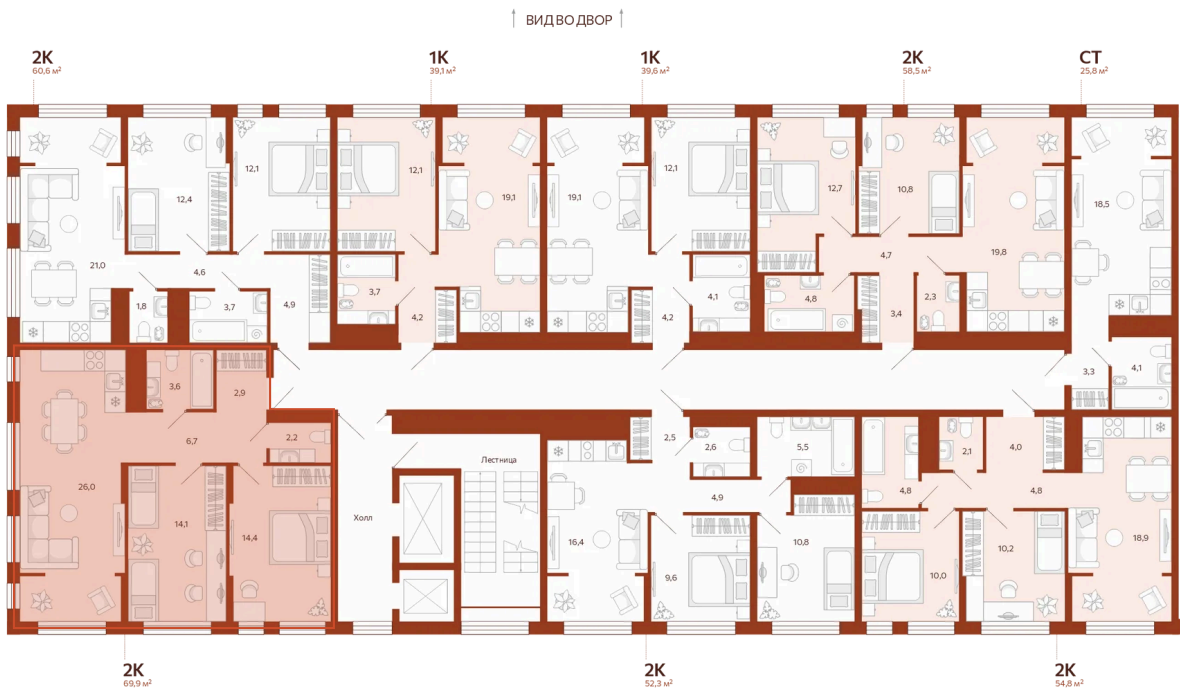 ВИД ВО ДВОР
2К
60,6 м²
1К
39,1 м²
1К
39,6 м²
2К
58,5 м²
СТ
25,8 м²
21,0
12,4
12,1
4,6
1,8
3,7
4,9
12,1
19,1
3,7
4,2
19,1
12,1
4,1
4,2
12,7
10,8
4,7
4,8
2,3
3,4
19,8
18,5
3,3
4,1
3,6
2,9
6,7
2,2
26,0
14,1
14,4
Холл
Лестница
2,5
2,6
5,5
4,9
16,4
9,6
10,8
4,8
2,1
4,0
4,8
10,0
10,2
18,9
2К
69,9 м²
2К
52,3 м²
2К
54,8 м²